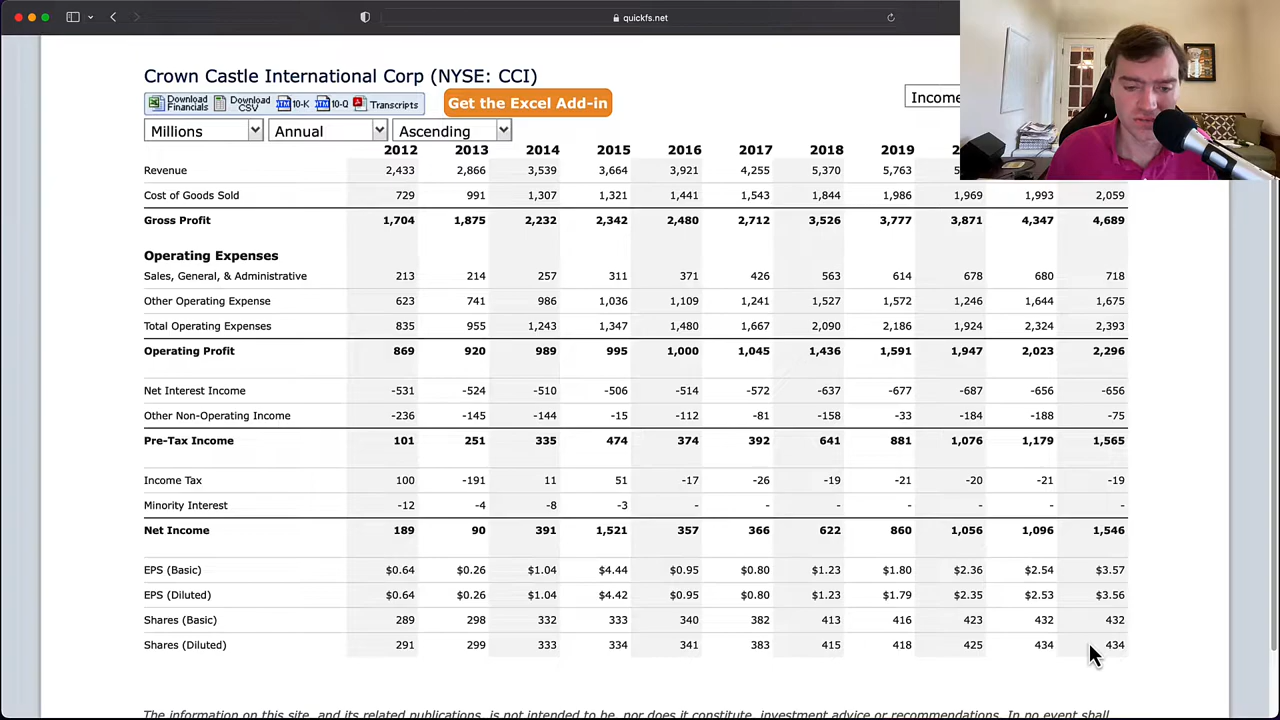 quickfs.net
Crown Castle International Corp (NYSE: CCI)
Download Financials Download CSV 10-K 10-Q Transcripts Get the Excel Add-in
Income
Millions Annual Ascending
2012 2013 2014 2015 2016 2017 2018 2019
Revenue 2,433 2,866 3,539 3,664 3,921 4,255 5,370 5,763
Cost of Goods Sold 729 991 1,307 1,321 1,441 1,543 1,844 1,986 1,969 1,993 2,059
Gross Profit 1,704 1,875 2,232 2,342 2,480 2,712 3,526 3,777 3,871 4,347 4,689
Operating Expenses
Sales, General, & Administrative 213 214 257 311 371 426 563 614 678 680 718
Other Operating Expense 623 741 986 1,036 1,109 1,241 1,527 1,572 1,246 1,644 1,675
Total Operating Expenses 835 955 1,243 1,347 1,480 1,667 2,090 2,186 1,924 2,324 2,393
Operating Profit 869 920 989 995 1,000 1,045 1,436 1,591 1,947 2,023 2,296
Net Interest Income -531 -524 -510 -506 -514 -572 -637 -677 -687 -656 -656
Other Non-Operating Income -236 -145 -144 -15 -112 -81 -158 -33 -184 -188 -75
Pre-Tax Income 101 251 335 474 374 392 641 881 1,076 1,179 1,565
Income Tax 100 -191 11 51 -17 -26 -19 -21 -20 -21 -19
Minority Interest -12 -4 -8 -3 - - - - - - -
Net Income 189 90 391 1,521 357 366 622 860 1,056 1,096 1,546
EPS (Basic) $0.64 $0.26 $1.04 $4.44 $0.95 $0.80 $1.23 $1.80 $2.36 $2.54 $3.57
EPS (Diluted) $0.64 $0.26 $1.04 $4.42 $0.95 $0.80 $1.23 $1.79 $2.35 $2.53 $3.56
Shares (Basic) 289 298 332 333 340 382 413 416 423 432 432
Shares (Diluted) 291 299 333 334 341 383 415 418 425 434 434
The information on this site, and its related publications, is not intended to be, nor does it constitute, investment advice or recommendations. In no event shall